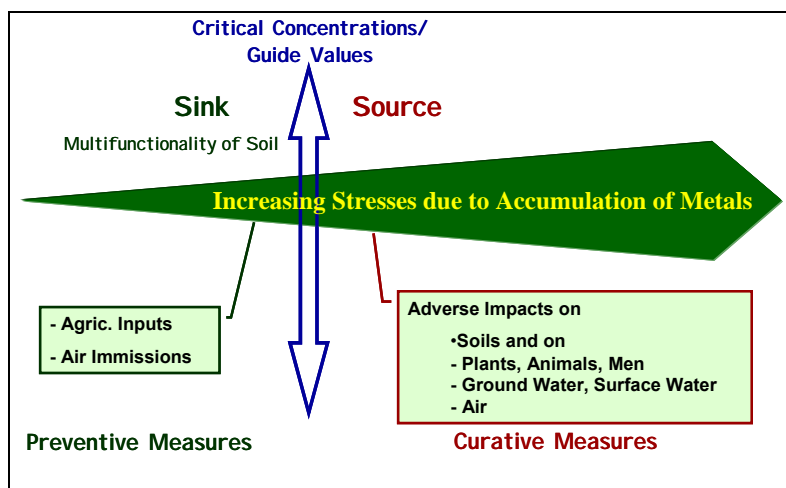 Critical Concentrations/
Guide Values
Sink
Source
Multifunctionality of Soil
Increasing Stresses due to Accumulation of Metals
- Agric. Inputs
- Air Immissions
Adverse Impacts on
•Soils and on
- Plants, Animals, Men
- Ground Water, Surface Water
- Air
Preventive Measures
Curative Measures